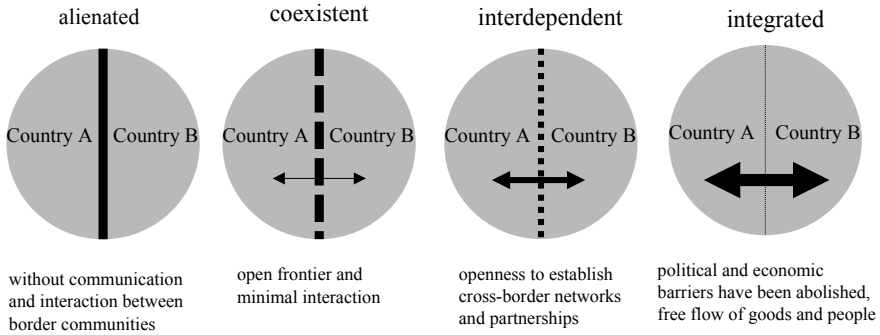 alienated
coexistent
interdependent
integrated
Country A
Country B
Country A
Country B
Country A
Country B
Country A
Country B
without communication
and interaction between
border communities
open frontier and
minimal interaction
openness to establish
cross-border networks
and partnerships
political and economic
barriers have been abolished,
free flow of goods and people